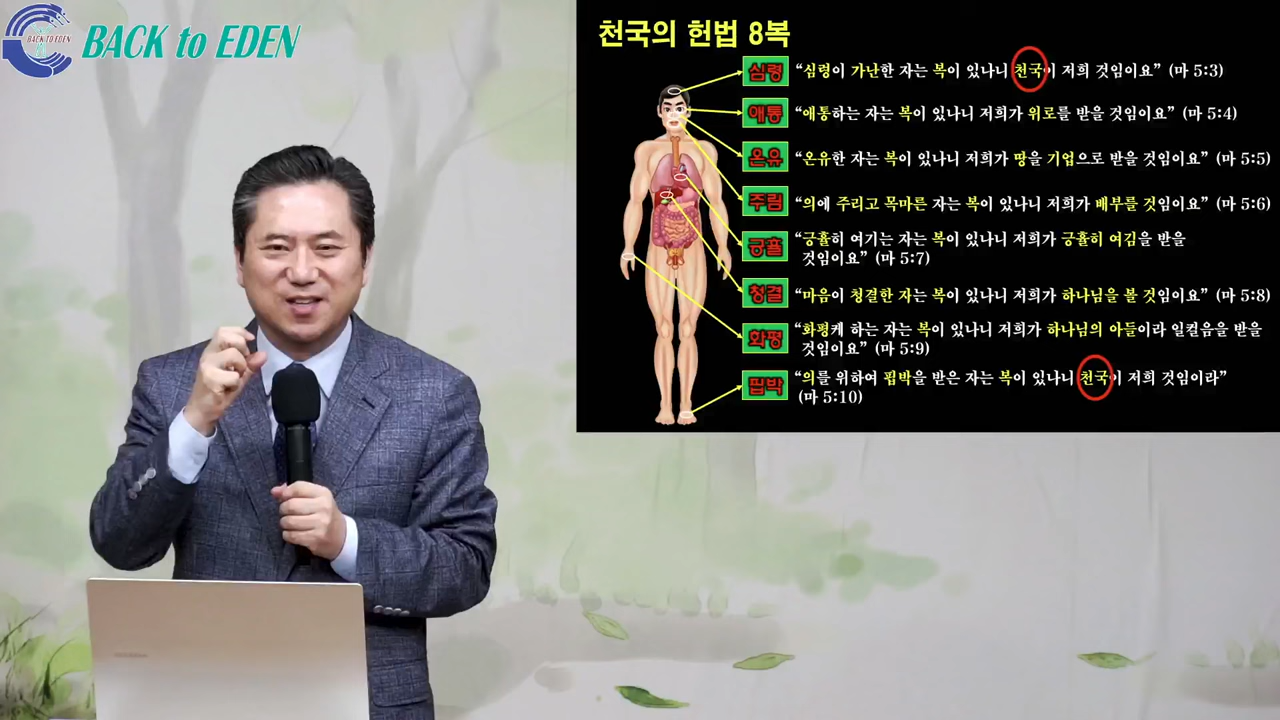 BACK TO EDEN
BACK to EDEN
천국의 헌법 8복
심령
“심령이 가난한 자는 복이 있나니 천국이 저희 것임이요” (마 5:3)
애통
“애통하는 자는 복이 있나니 저희가 위로를 받을 것임이요” (마 5:4)
온유
“온유한 자는 복이 있나니 저희가 땅을 기업으로 받을 것임이요” (마 5:5)
주림
“의에 주리고 목마른 자는 복이 있나니 저희가 배부를 것임이요” (마 5:6)
긍휼
“긍휼히 여기는 자는 복이 있나니 저희가 긍휼히 여김을 받을
것임이요” (마 5:7)
청결
“마음이 청결한 자는 복이 있나니 저희가 하나님을 볼 것임이요” (마 5:8)
화평
“화평케 하는 자는 복이 있나니 저희가 하나님의 아들이라 일컬음을 받을
것임이요” (마 5:9)
핍박
“의를 위하여 핍박을 받은 자는 복이 있나니 천국이 저희 것임이라”
(마 5:10)